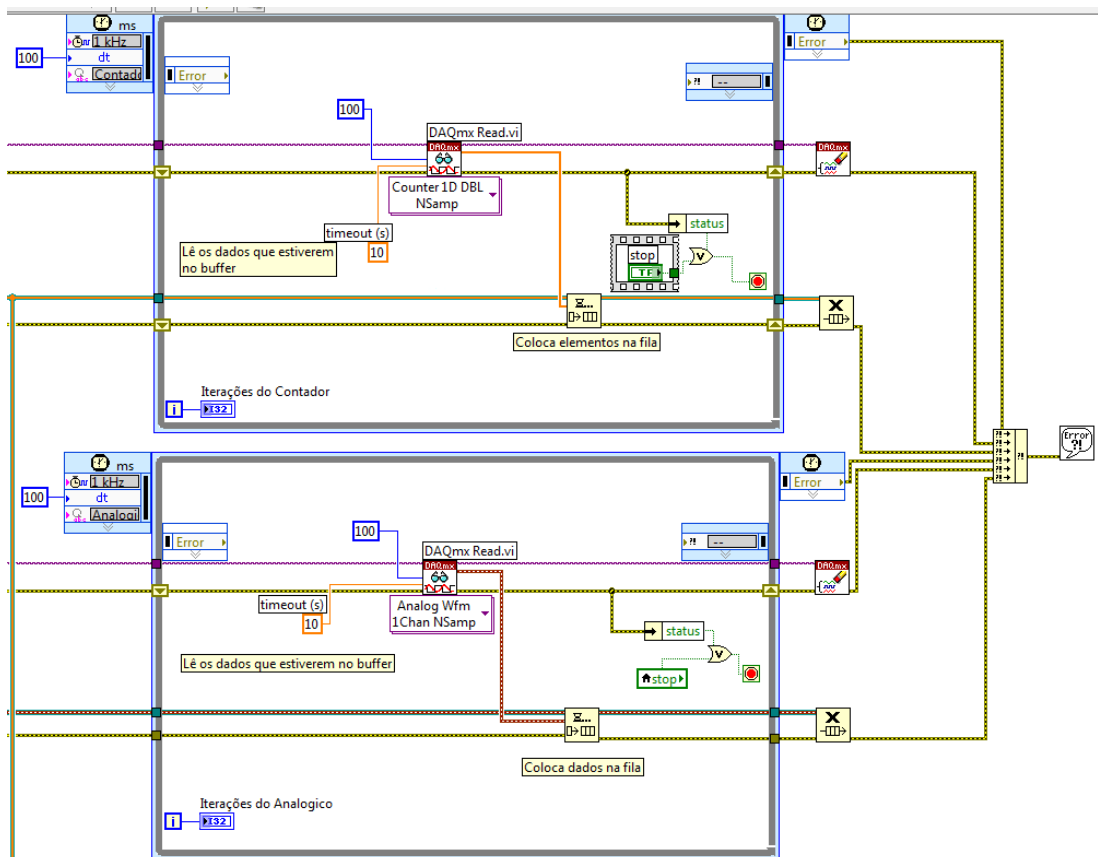 ms
1 kHz
dt
100
Contado
Error
Error
?! --
100
DAQmx Read.vi
DAQmx
DAQmx
Counter 1D DBL
NSamp
status
timeout (s)
10
stop
TF
V
Lê os dados que estiverem
no buffer
Coloca elementos na fila
Iterações do Contador
i
I32
Error
?!
ms
1 kHz
dt
100
Analogi
Error
Error
?! --
100
DAQmx Read.vi
DAQmx
DAQmx
Analog Wfm
1Chan NSamp
timeout (s)
10
status
V
stop
Lê os dados que estiverem no buffer
Coloca dados na fila
Iterações do Analogico
i
I32